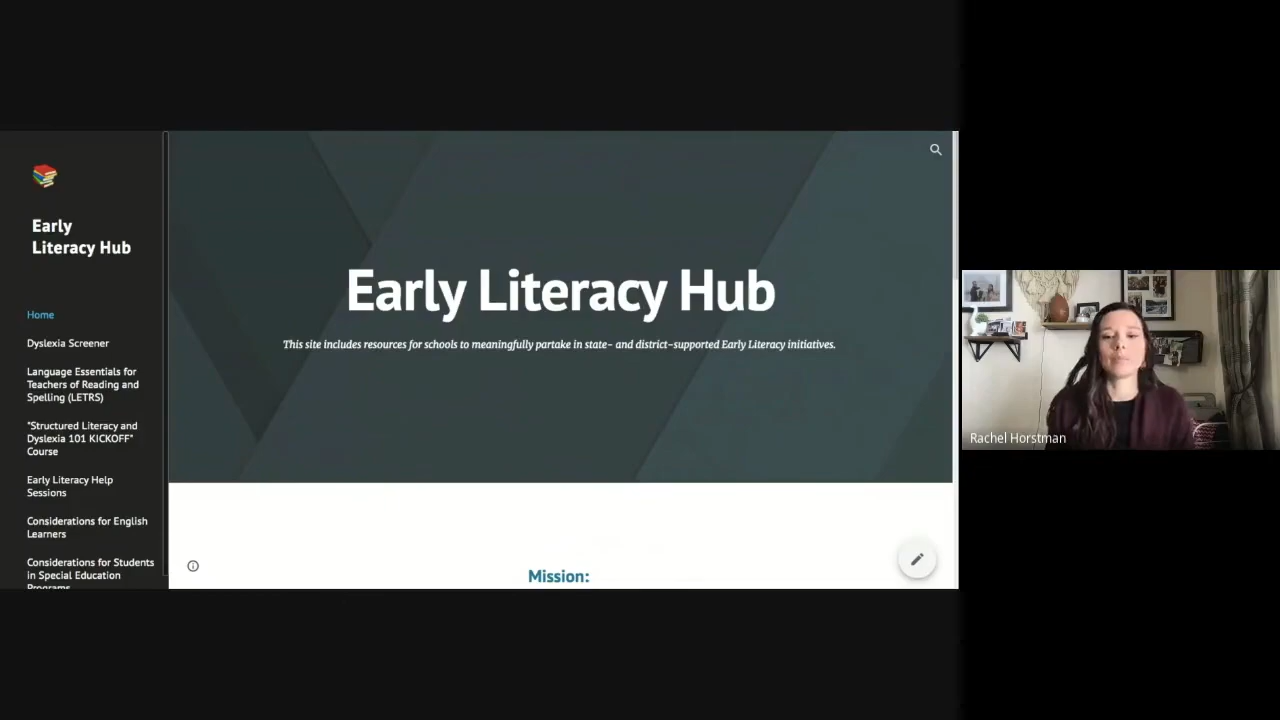 Early
Literacy Hub
Home
Dyslexia Screener
Language Essentials for
Teachers of Reading and
Spelling (LETRS)
"Structured Literacy and
Dyslexia 101 KICKOFF"
Course
Early Literacy Help
Sessions
Considerations for English
Learners
Considerations for Students
in Special Education
Programs
Early Literacy Hub
This site includes resources for schools to meaningfully partake in state- and district-supported Early Literacy initiatives.
Mission:
Rachel Horstman